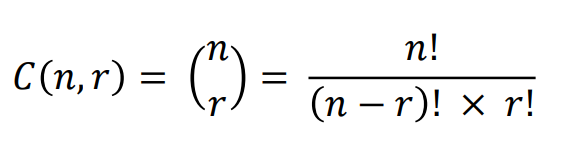 C(n, r) = (n r) = n! / ((n − r)! × r!)